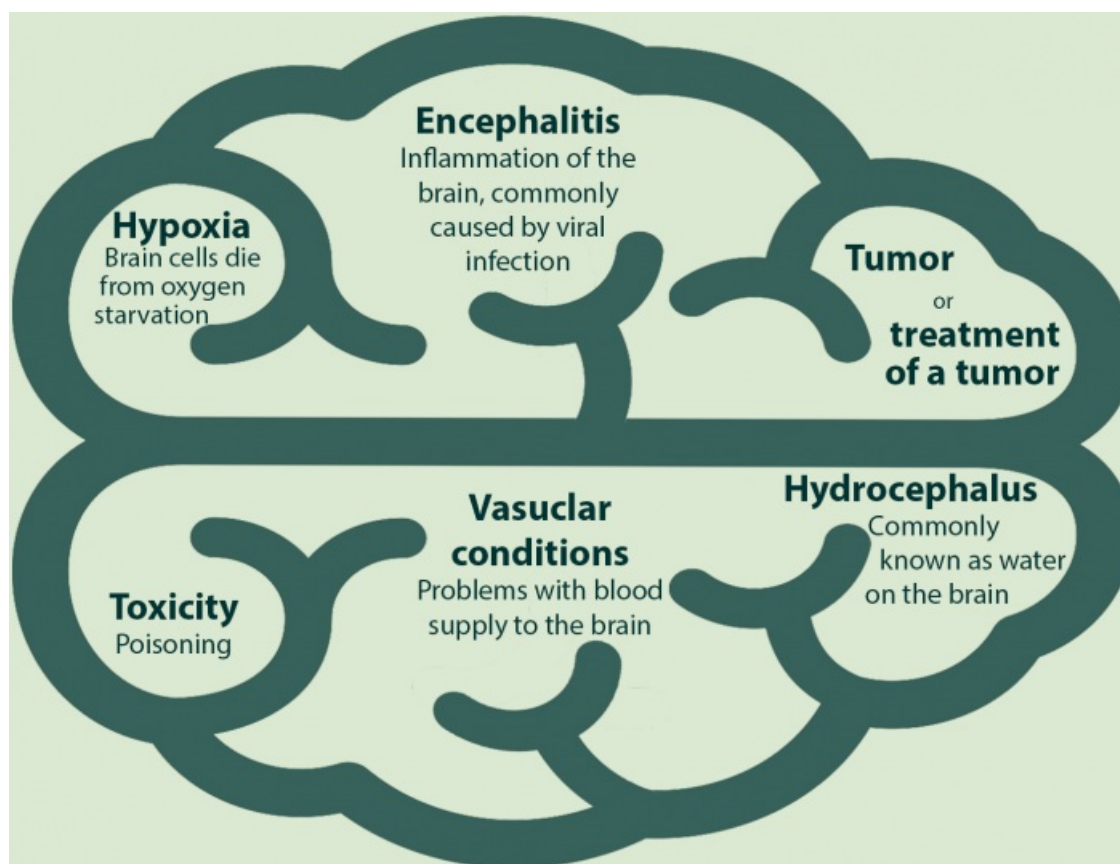 Encephalitis
Inflammation of the
brain, commonly
caused by viral
infection
Hypoxia
Brain cells die
from oxygen
starvation
Tumor
or
treatment
of a tumor
Toxicity
Poisoning
Vasuclar
conditions
Problems with blood
supply to the brain
Hydrocephalus
Commonly
known as water
on the brain